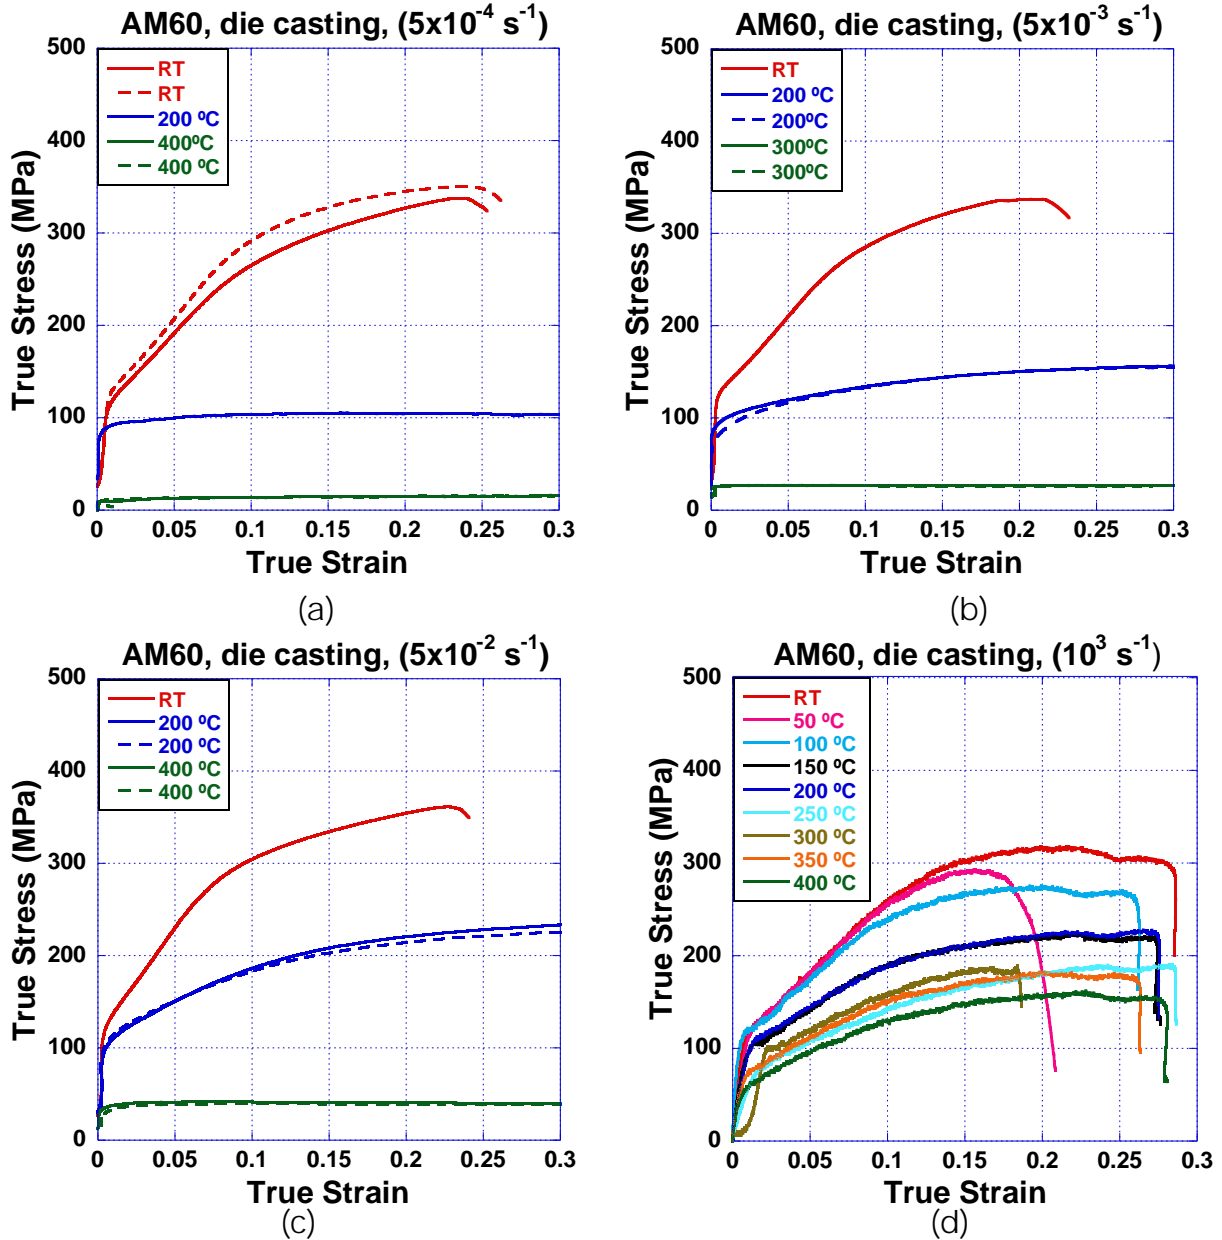 AM60, die casting, (5x10⁻⁴ s⁻¹)
500
400
300
200
100
0
RT
RT
200 ºC
400ºC
400 ºC
True Stress (MPa)
0 0.05 0.1 0.15 0.2 0.25 0.3
True Strain
(a)
AM60, die casting, (5x10⁻³ s⁻¹)
500
400
300
200
100
0
RT
200 ºC
200ºC
300ºC
300ºC
True Stress (MPa)
0 0.05 0.1 0.15 0.2 0.25 0.3
True Strain
(b)
AM60, die casting, (5x10⁻² s⁻¹)
500
400
300
200
100
0
RT
200 ºC
200 ºC
400ºC
400 ºC
True Stress (MPa)
0 0.05 0.1 0.15 0.2 0.25 0.3
True Strain
(c)
AM60, die casting, (10³ s⁻¹)
500
400
300
200
100
0
RT
50 ºC
100 ºC
150 ºC
200 ºC
250 ºC
300 ºC
350 ºC
400 ºC
True Stress (MPa)
0 0.05 0.1 0.15 0.2 0.25 0.3
True Strain
(d)